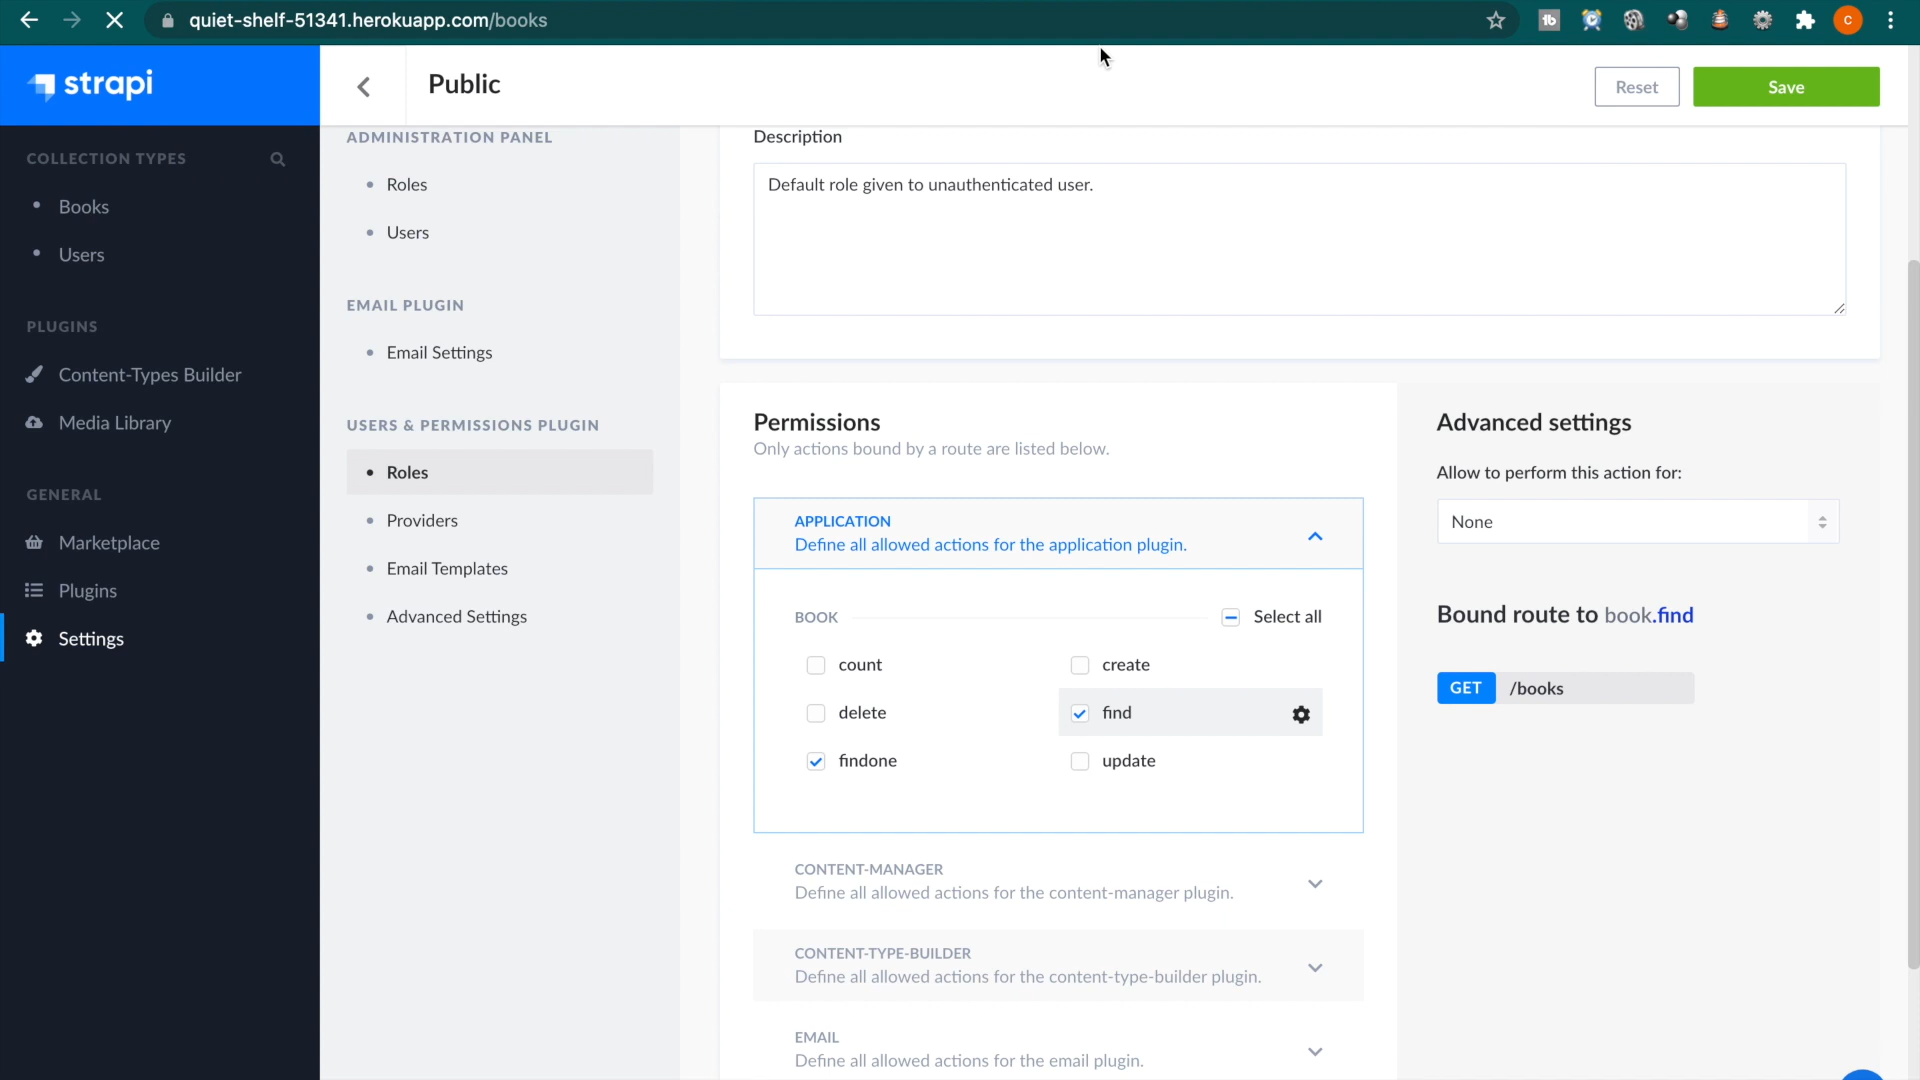 quiet-shelf-51341.herokuapp.com/books
C
strapi
Public
Reset
Save
COLLECTION TYPES
Books
Users
PLUGINS
Content-Types Builder
Media Library
GENERAL
Marketplace
Plugins
Settings
ADMINISTRATION PANEL
Roles
Users
EMAIL PLUGIN
Email Settings
USERS & PERMISSIONS PLUGIN
Roles
Providers
Email Templates
Advanced Settings
Description
Default role given to unauthenticated user.
Permissions
Only actions bound by a route are listed below.
APPLICATION
Define all allowed actions for the application plugin.
BOOK
Select all
count
create
delete
find
findone
update
CONTENT-MANAGER
Define all allowed actions for the content-manager plugin.
CONTENT-TYPE-BUILDER
Define all allowed actions for the content-type-builder plugin.
EMAIL
Define all allowed actions for the email plugin.
Advanced settings
Allow to perform this action for:
None
Bound route to book.find
GET /books